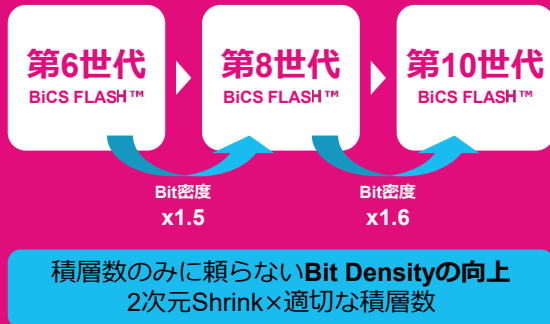 第6世代
BiCS FLASH™
第8世代
BiCS FLASH™
第10世代
BiCS FLASH™
Bit密度
x1.5
Bit密度
x1.6
積層数のみに頼らないBit Densityの向上
2次元Shrink×適切な積層数